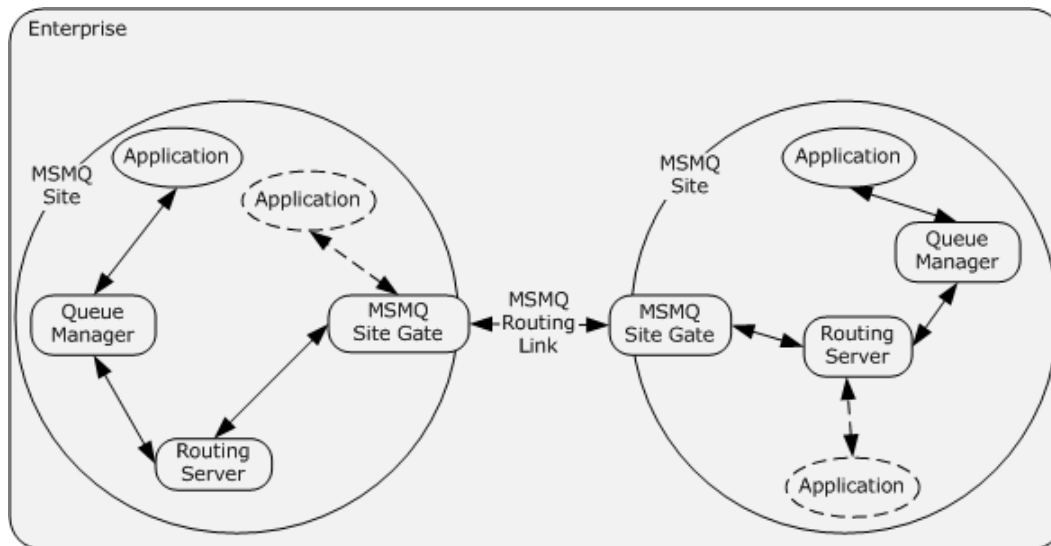 Enterprise
MSMQ
Site
Application
Application
Queue
Manager
MSMQ
Site Gate
Routing
Server
MSMQ
Routing
Link
MSMQ
Site
Application
Queue
Manager
MSMQ
Site Gate
Routing
Server
Application